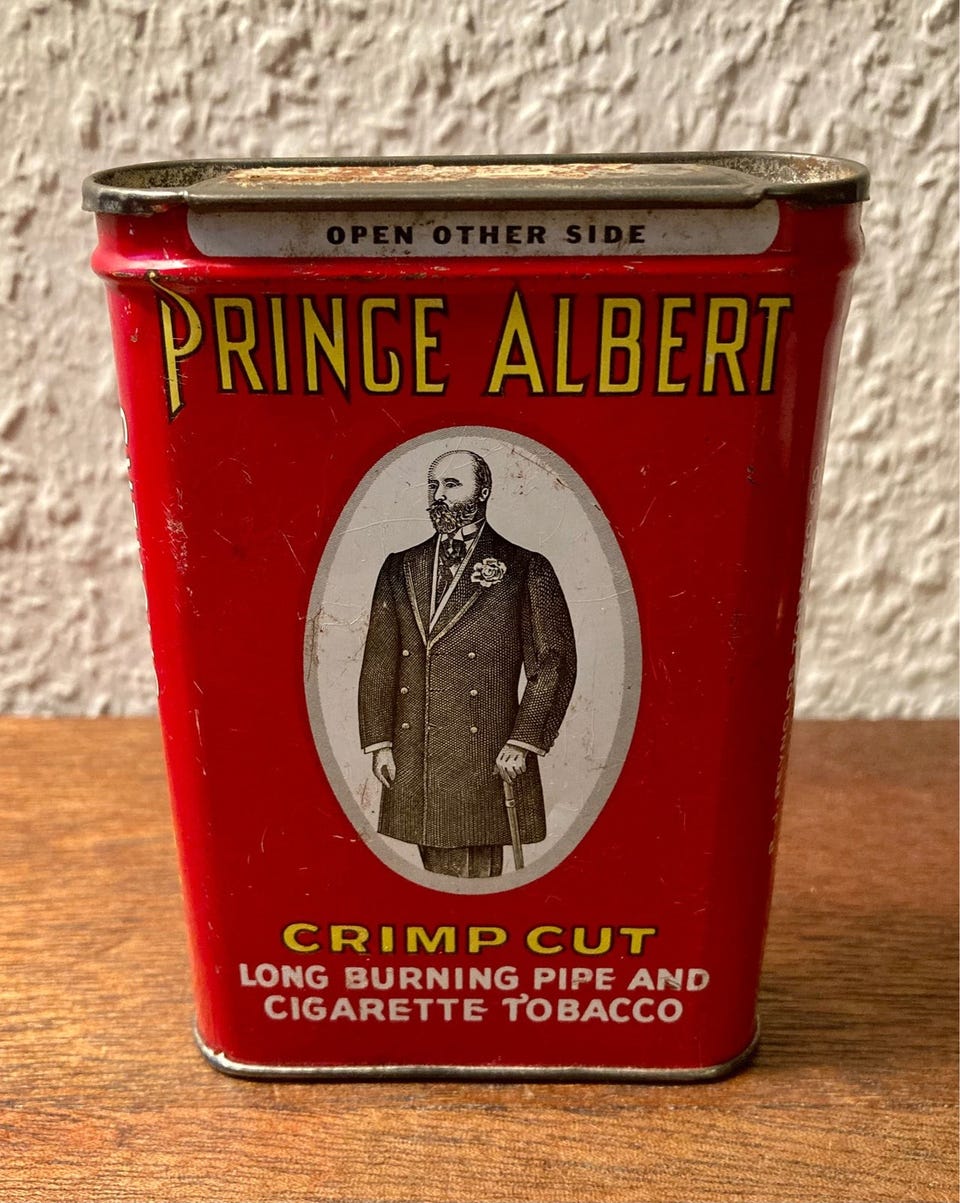 OPEN OTHER SIDE
PRINCE ALBERT
CRIMP CUT
LONG BURNING PIPE AND
CIGARETTE TOBACCO